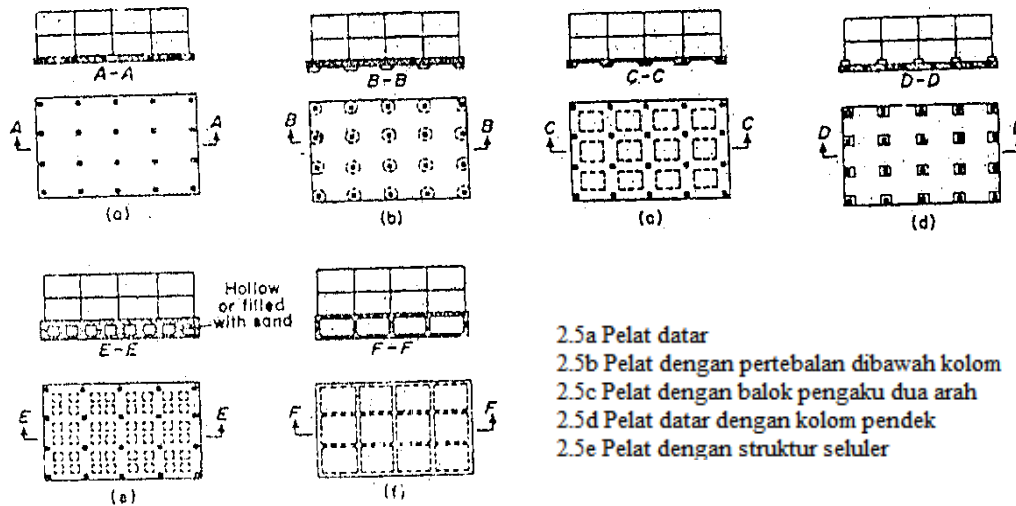 A-A
B-B
C-C
D-D
A A
B B
C C
D D
(a)
(b)
(c)
(d)
Hollow
or filled
with sand
E-E
F-F
E E
F F
(e)
(f)
2.5a Pelat datar
2.5b Pelat dengan pertebalan dibawah kolom
2.5c Pelat dengan balok pengaku dua arah
2.5d Pelat datar dengan kolom pendek
2.5e Pelat dengan struktur seluler